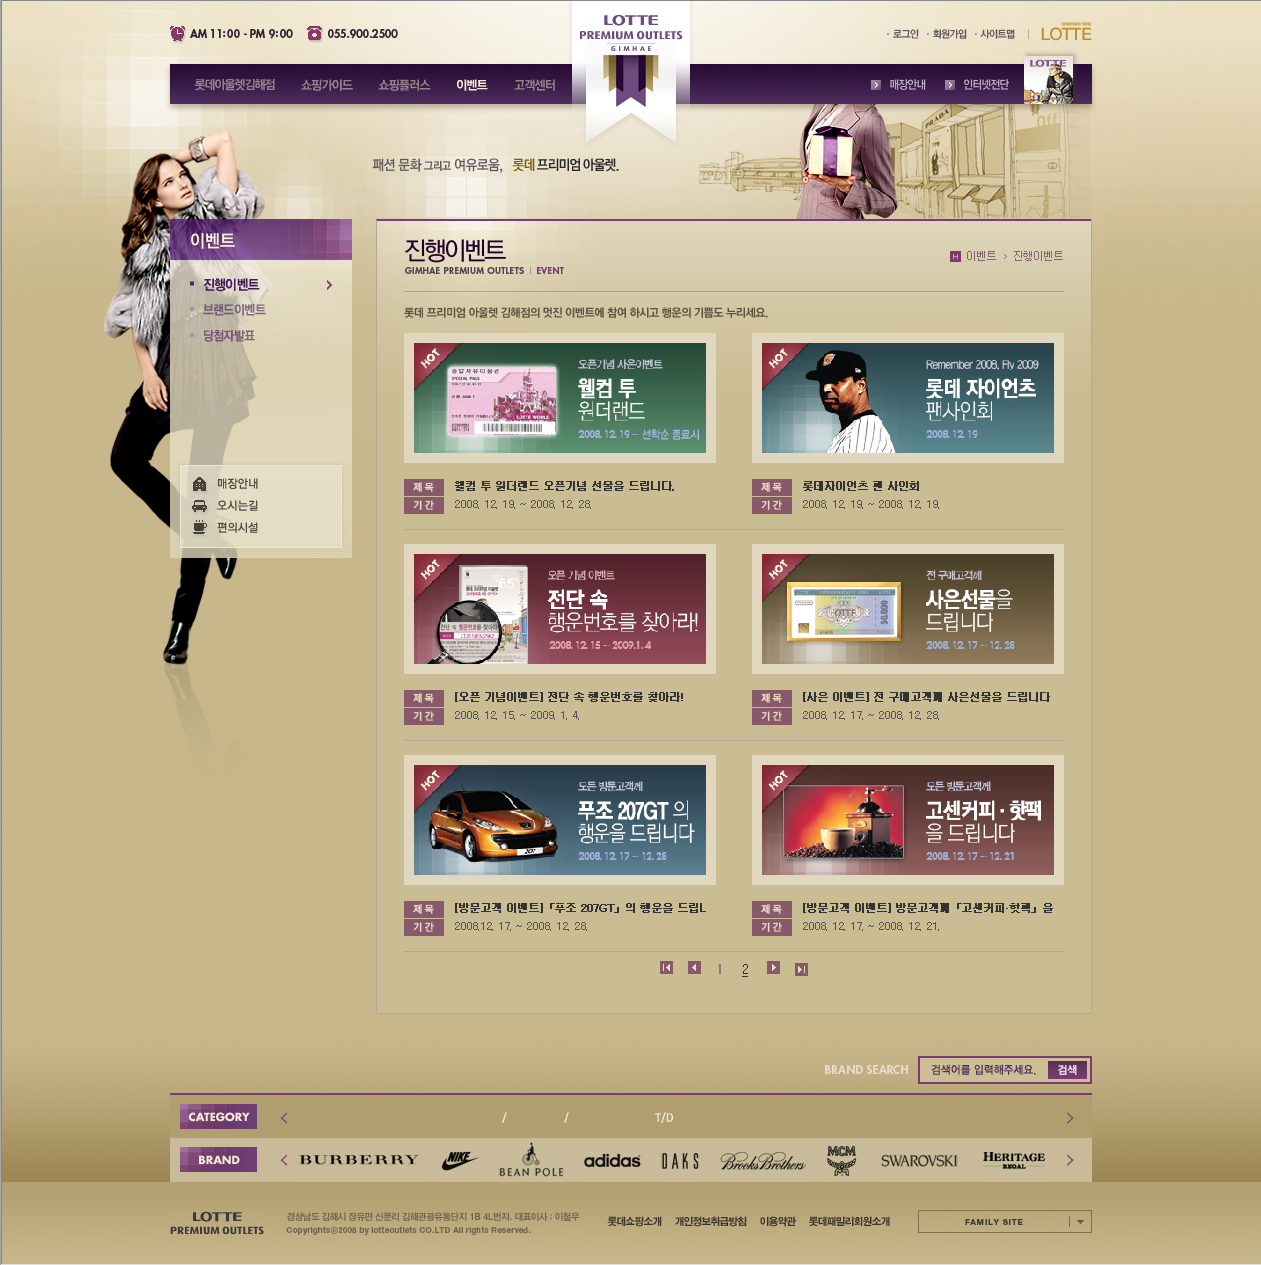 AM 11:00 - PM 9:00
055.900.2500
LOTTE
PREMIUM OUTLETS
GIMHAE
· 로그인 · 회원가입 · 사이트맵
LOTTE
롯데아울렛김해점 쇼핑가이드 쇼핑플러스 이벤트 고객센터
매장안내 인터넷전단
LOTTE
패션 문화 그리고 여유로움, 롯데 프리미엄 아울렛.
PRADA
이벤트
진행이벤트
브랜드이벤트
당첨자발표
매장안내
오시는길
편의시설
진행이벤트
GIMHAE PREMIUM OUTLETS | EVENT
H 이벤트 > 진행이벤트
롯데 프리미엄 아울렛 김해점의 멋진 이벤트에 참여 하시고 행운의 기쁨도 누리세요.
HOT
오픈기념 사은이벤트
웰컴 투
원더랜드
2008. 12. 19 ~ 선착순 종료시
LOTTE WORLD
제 목 웰컴 투 원더랜드 오픈기념 선물을 드립니다.
기 간 2008. 12. 19. ~ 2008. 12. 28.
HOT
Remember 2008, Fly 2009
롯데 자이언츠
팬사인회
2008. 12. 19
제 목 롯데자이언츠 팬 사인회
기 간 2008. 12. 19. ~ 2008. 12. 19.
HOT
오픈 기념 이벤트
전단 속
행운번호를 찾아라!
2008. 12. 15 ~ 2009.1. 4
제 목 [오픈 기념이벤트] 전단 속 행운번호를 찾아라!
기 간 2008. 12. 15. ~ 2009. 1. 4.
HOT
전 구매고객께
사은선물을
드립니다
2008. 12. 17 ~ 12. 28
LOTTE
50,000
제 목 [사은 이벤트] 전 구매고객께 사은선물을 드립니다
기 간 2008. 12. 17. ~ 2008. 12. 28.
HOT
모든 방문고객께
푸조 207GT 의
행운을 드립니다
2008. 12. 17 ~ 12. 28
207
제 목 [방문고객 이벤트]「푸조 207GT」의 행운을 드립
기 간 2008.12. 17. ~ 2008. 12. 28.
HOT
모든 방문고객께
고센커피 · 핫팩
을 드립니다
2008. 12. 17 ~ 12. 21
제 목 [방문고객 이벤트] 방문고객께「고센커피·핫팩」을
기 간 2008. 12. 17. ~ 2008. 12. 21.
1 2
BRAND SEARCH 검색어를 입력해주세요. 검색
CATEGORY / / T/D
BRAND BURBERRY NIKE BEAN POLE adidas DAKS Brooks Brothers MCM SWAROVSKI HERITAGE REGAL
LOTTE
PREMIUM OUTLETS
경상남도 김해시 장유면 신문리 김해관광유통단지 1B 4L번지. 대표이사 : 이철우
Copyrightsⓒ2008 by lotteoutlets CO.LTD All rights Reserved.
롯데쇼핑소개 개인정보취급방침 이용약관 롯데패밀리회원소개
FAMILY SITE